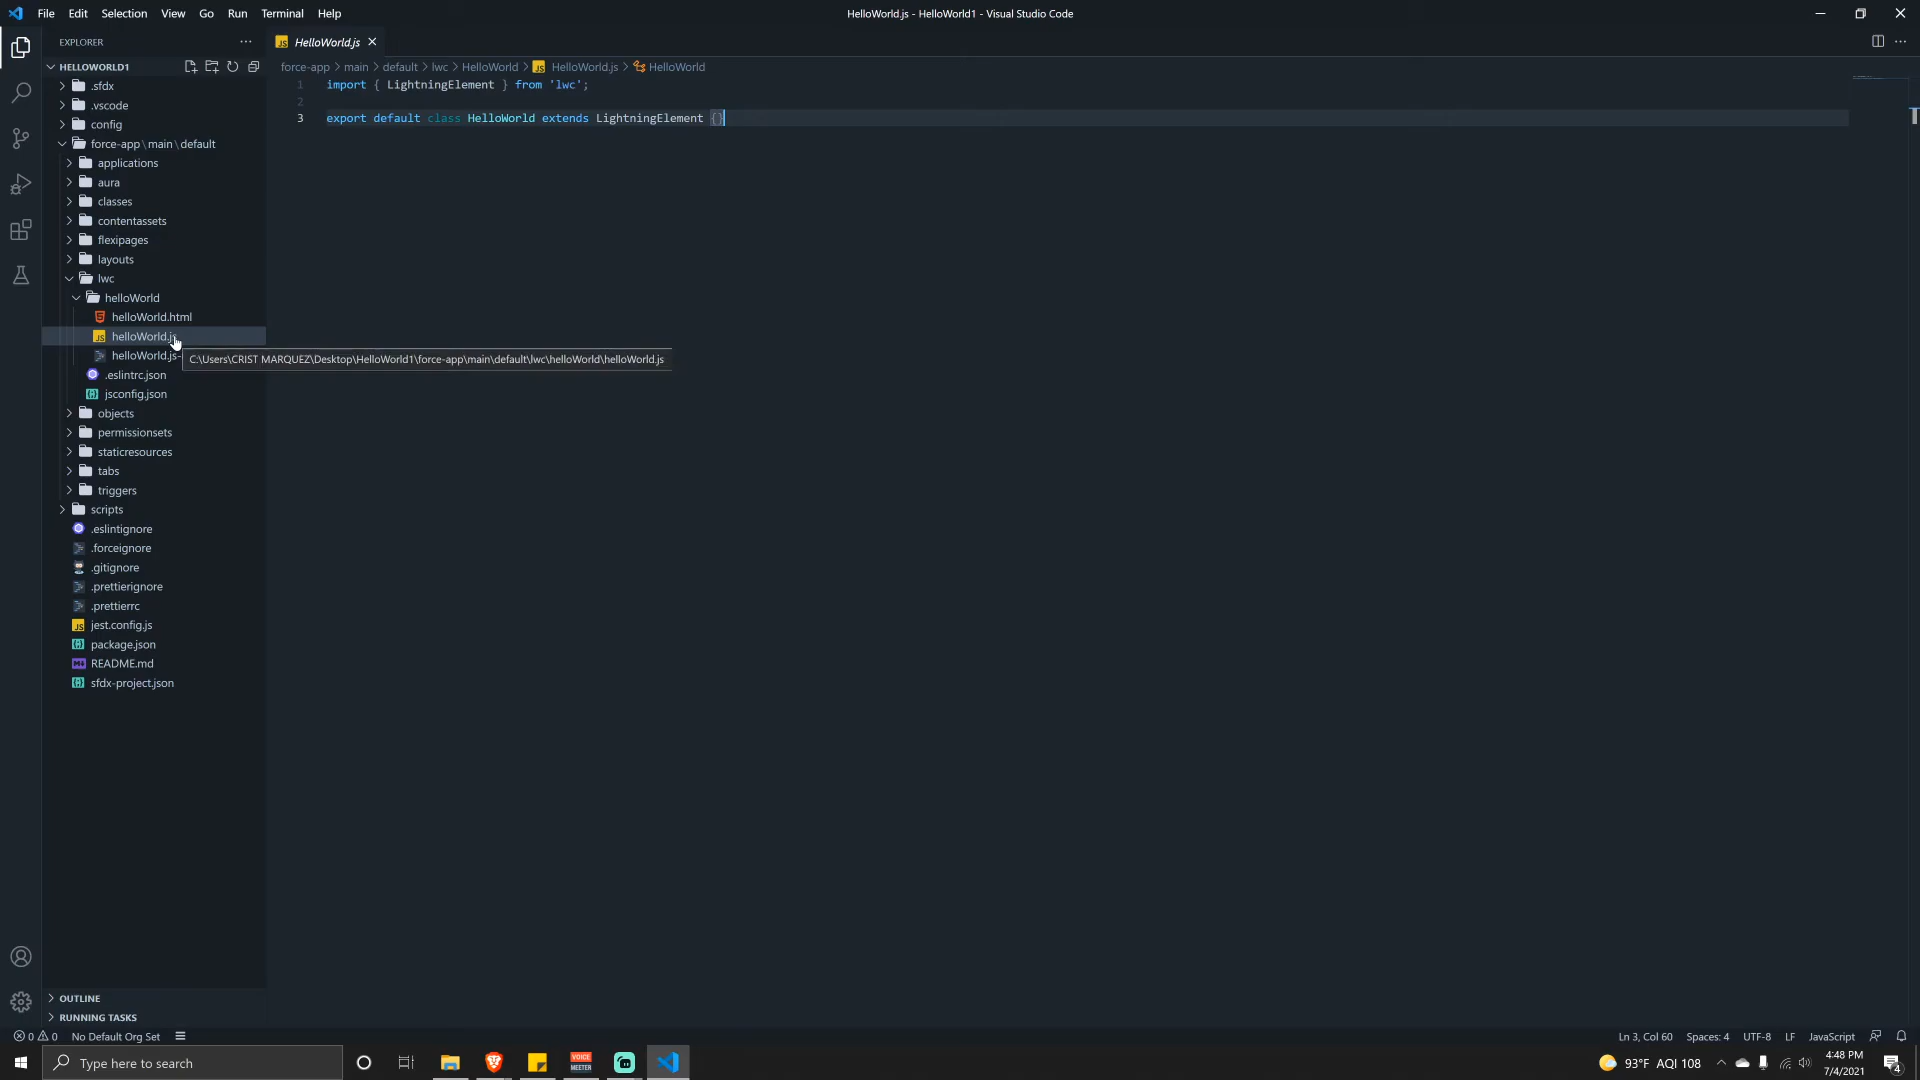 File Edit Selection View Go Run Terminal Help
HelloWorld.js - HelloWorld1 - Visual Studio Code
EXPLORER
HelloWorld.js
HELLOWORLD1
force-app > main > default > lwc > HelloWorld > HelloWorld.js > HelloWorld
.sfdx
.vscode
config
force-app\main\default
applications
aura
classes
contentassets
flexipages
layouts
lwc
helloWorld
helloWorld.html
helloWorld.js
helloWorld.js-
.eslintrc.json
jsconfig.json
objects
permissionsets
staticresources
tabs
triggers
scripts
.eslintignore
.forceignore
.gitignore
.prettierignore
.prettierrc
jest.config.js
package.json
README.md
sfdx-project.json
1 import { LightningElement } from 'lwc';
2
3 export default class HelloWorld extends LightningElement {}
C:\Users\CRIST MARQUEZ\Desktop\HelloWorld1\force-app\main\default\lwc\helloWorld\helloWorld.js
OUTLINE
RUNNING TASKS
0 0 No Default Org Set
Ln 3, Col 60 Spaces: 4 UTF-8 LF JavaScript
Type here to search
VOICE
MEETER
93°F AQI 108
4:48 PM
7/4/2021
4